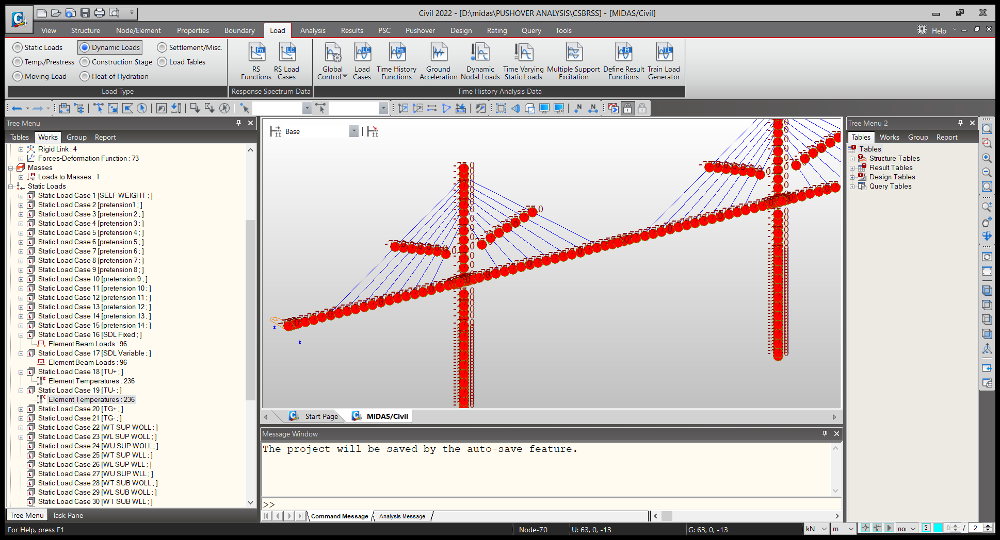 Civil 2022 - [D:\midas\PUSHOVER ANALYSIS\CSBRSS] - [MIDAS/Civil]
View Structure Node/Element Properties Boundary Load Analysis Results PSC Pushover Design Rating Query Tools Help
Static Loads Dynamic Loads Settlement/Misc.
Temp./Prestress Construction Stage Load Tables
Moving Load Heat of Hydration
Load Type
RS Functions
RS Load Cases
Response Spectrum Data
Global Control
Load Cases
Time History Functions
Ground Acceleration
Dynamic Nodal Loads
Time Varying Static Loads
Multiple Support Excitation
Define Result Functions
Train Load Generator
Time History Analysis Data
Tree Menu
Tables Works Group Report
Rigid Link : 4
Forces-Deformation Function : 73
Masses
Loads to Masses : 1
Static Loads
Static Load Case 1 [SELF WEIGHT ; ]
Static Load Case 2 [pretension1 ; ]
Static Load Case 3 [pretension 2 ; ]
Static Load Case 4 [pretension 3 ; ]
Static Load Case 5 [pretension 4 ; ]
Static Load Case 6 [pretension 5 ; ]
Static Load Case 7 [pretension 6 ; ]
Static Load Case 8 [pretension 7 ; ]
Static Load Case 9 [pretension 8 ; ]
Static Load Case 10 [pretension 9 ; ]
Static Load Case 11 [pretension 10 ; ]
Static Load Case 12 [pretension 11 ; ]
Static Load Case 13 [pretension 12 ; ]
Static Load Case 14 [pretension 13 ; ]
Static Load Case 15 [pretension 14 ; ]
Static Load Case 16 [SDL Fixed ; ]
Element Beam Loads : 96
Static Load Case 17 [SDL Variable ; ]
Element Beam Loads : 96
Static Load Case 18 [TU+ ; ]
Element Temperatures : 236
Static Load Case 19 [TU- ; ]
Element Temperatures : 236
Static Load Case 20 [TG+ ; ]
Static Load Case 21 [TG- ; ]
Static Load Case 22 [WT SUP WOLL ; ]
Static Load Case 23 [WL SUP WOLL ; ]
Static Load Case 24 [WU SUP WOLL ; ]
Static Load Case 25 [WT SUP WLL ; ]
Static Load Case 26 [WL SUP WLL ; ]
Static Load Case 27 [WU SUP WLL ; ]
Static Load Case 28 [WT SUB WOLL ; ]
Static Load Case 29 [WL SUB WOLL ; ]
Static Load Case 30 [WT SUB WLL ; ]
Tree Menu Task Pane
Base
Start Page MIDAS/Civil
Message Window
The project will be saved by the auto-save feature.
>>
Command Message Analysis Message
Tree Menu 2
Tables Works Group Report
Tables
Structure Tables
Result Tables
Design Tables
Query Tables
For Help, press F1 Node-70 U: 63, 0, -13 G: 63, 0, -13 kN m 0 / 2